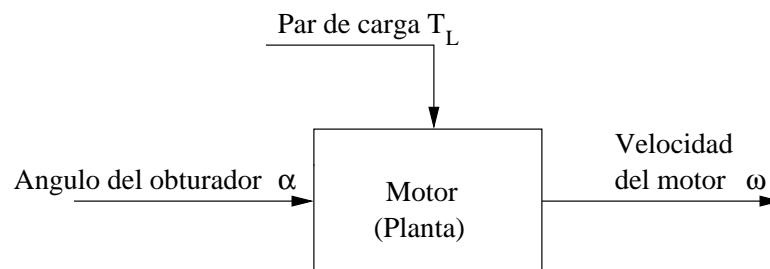 Par de carga T_L
Velocidad
del motor ω
Angulo del obturador α
Motor
(Planta)